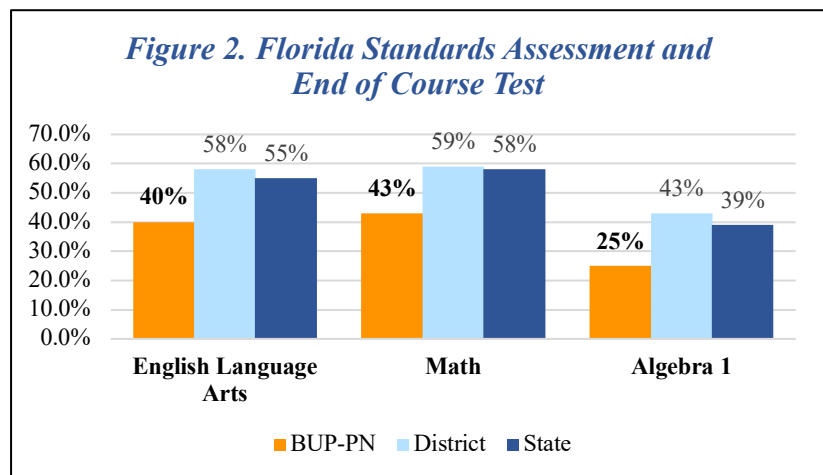 Figure 2. Florida Standards Assessment and
End of Course Test
70.0%
60.0%
50.0%
40.0%
30.0%
20.0%
10.0%
0.0%
40%
58%
55%
43%
59%
58%
25%
43%
39%
English Language
Arts
Math
Algebra 1
BUP-PN District State